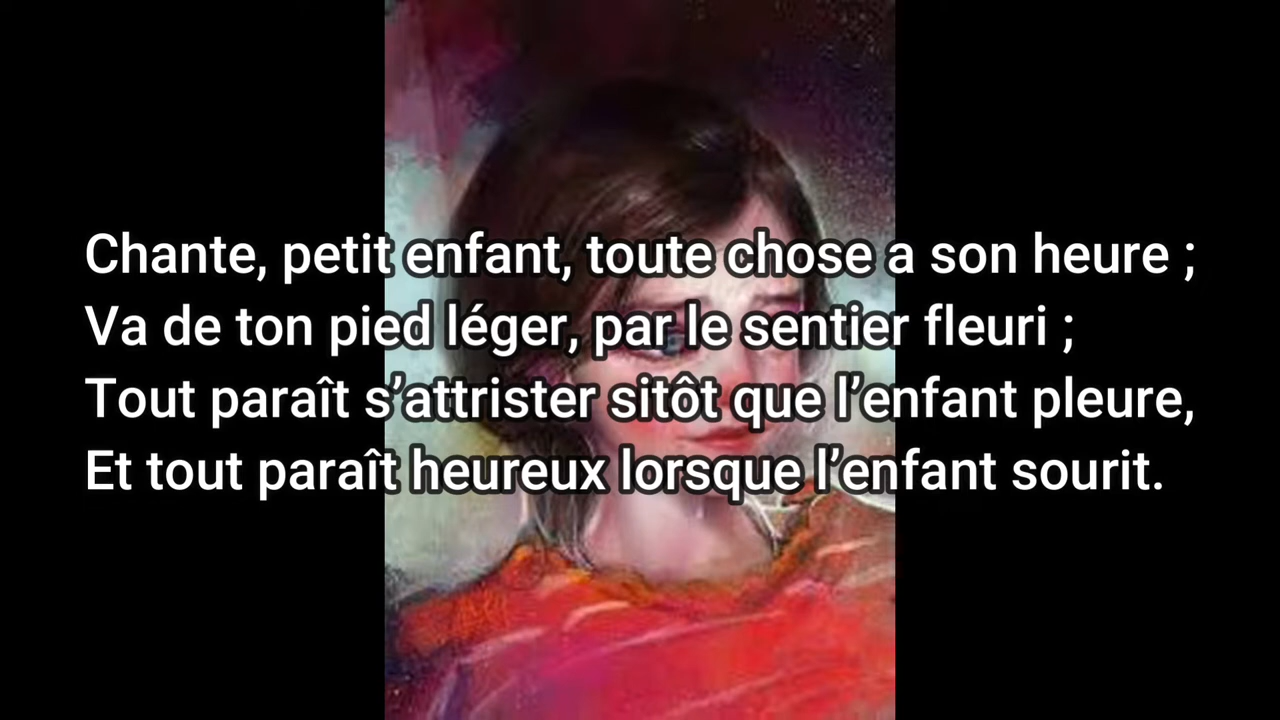 Chante, petit enfant, toute chose a son heure ;
Va de ton pied léger, par le sentier fleuri ;
Tout paraît s’attrister sitôt que l’enfant pleure,
Et tout paraît heureux lorsque l’enfant sourit.